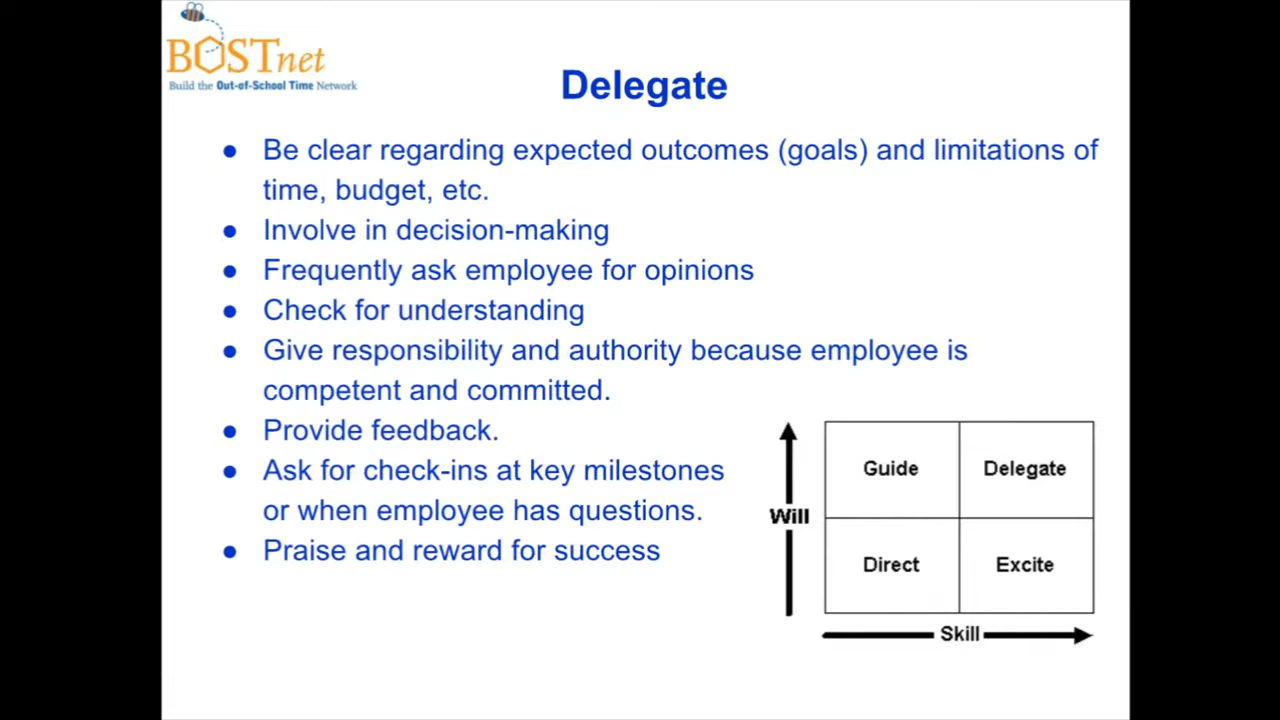 BOSTnet
Build the Out-of-School Time Network
Delegate
● Be clear regarding expected outcomes (goals) and limitations of
time, budget, etc.
● Involve in decision-making
● Frequently ask employee for opinions
● Check for understanding
● Give responsibility and authority because employee is
competent and committed.
● Provide feedback.
● Ask for check-ins at key milestones
or when employee has questions.
● Praise and reward for success
Guide Delegate
Will
Direct Excite
Skill